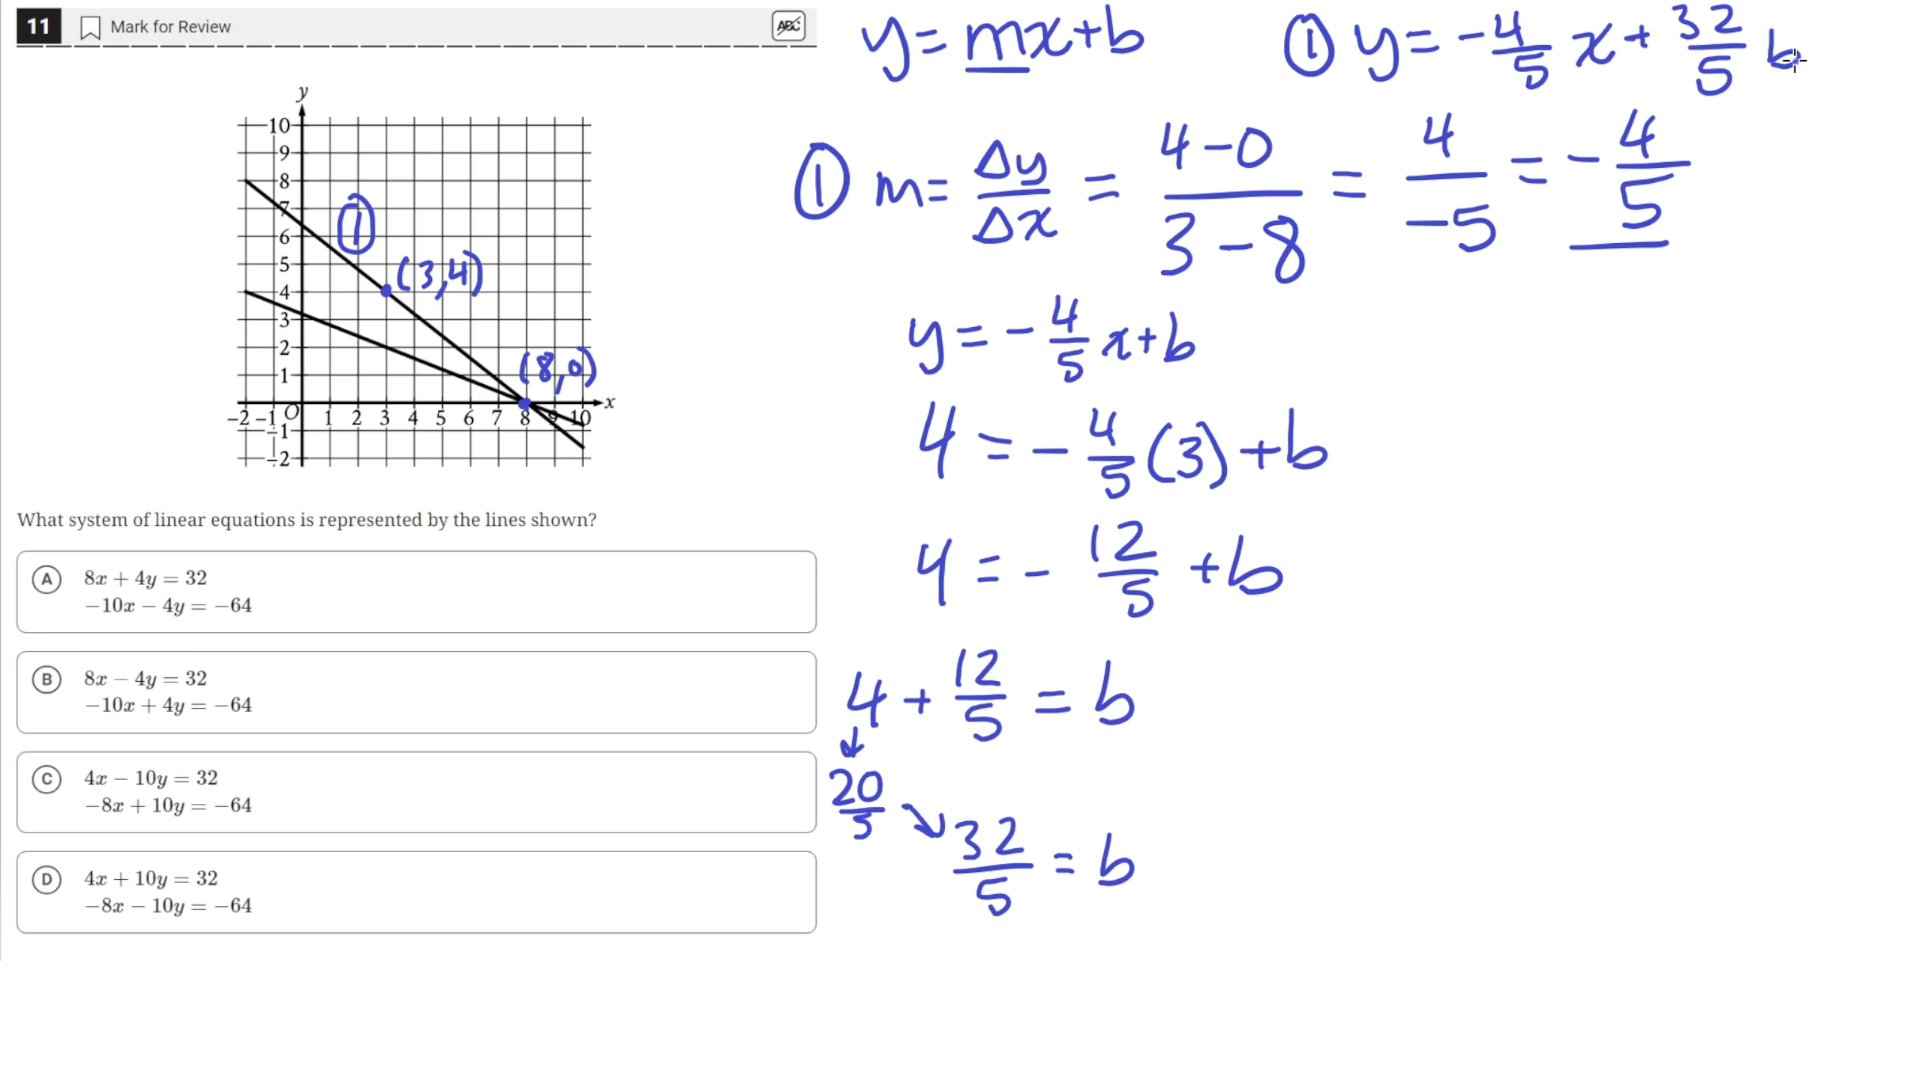 11 Mark for Review ABC
y
10
9
8
7
6
5
4
3
2
1
-2 -1 O 1 2 3 4 5 6 7 8 9 10 x
-1
-2
①
(3,4)
(8,0)
What system of linear equations is represented by the lines shown?
A 8x + 4y = 32
−10x − 4y = −64
B 8x − 4y = 32
−10x + 4y = −64
C 4x − 10y = 32
−8x + 10y = −64
D 4x + 10y = 32
−8x − 10y = −64
y = mx+b
① y = -4/5 x + 32/5 b
① m = Δy/Δx = 4-0/3-8 = 4/-5 = -4/5
y = -4/5 x+b
4 = -4/5 (3) +b
4 = -12/5 +b
4 + 12/5 = b
↓
20/5 ↘ 32/5 = b